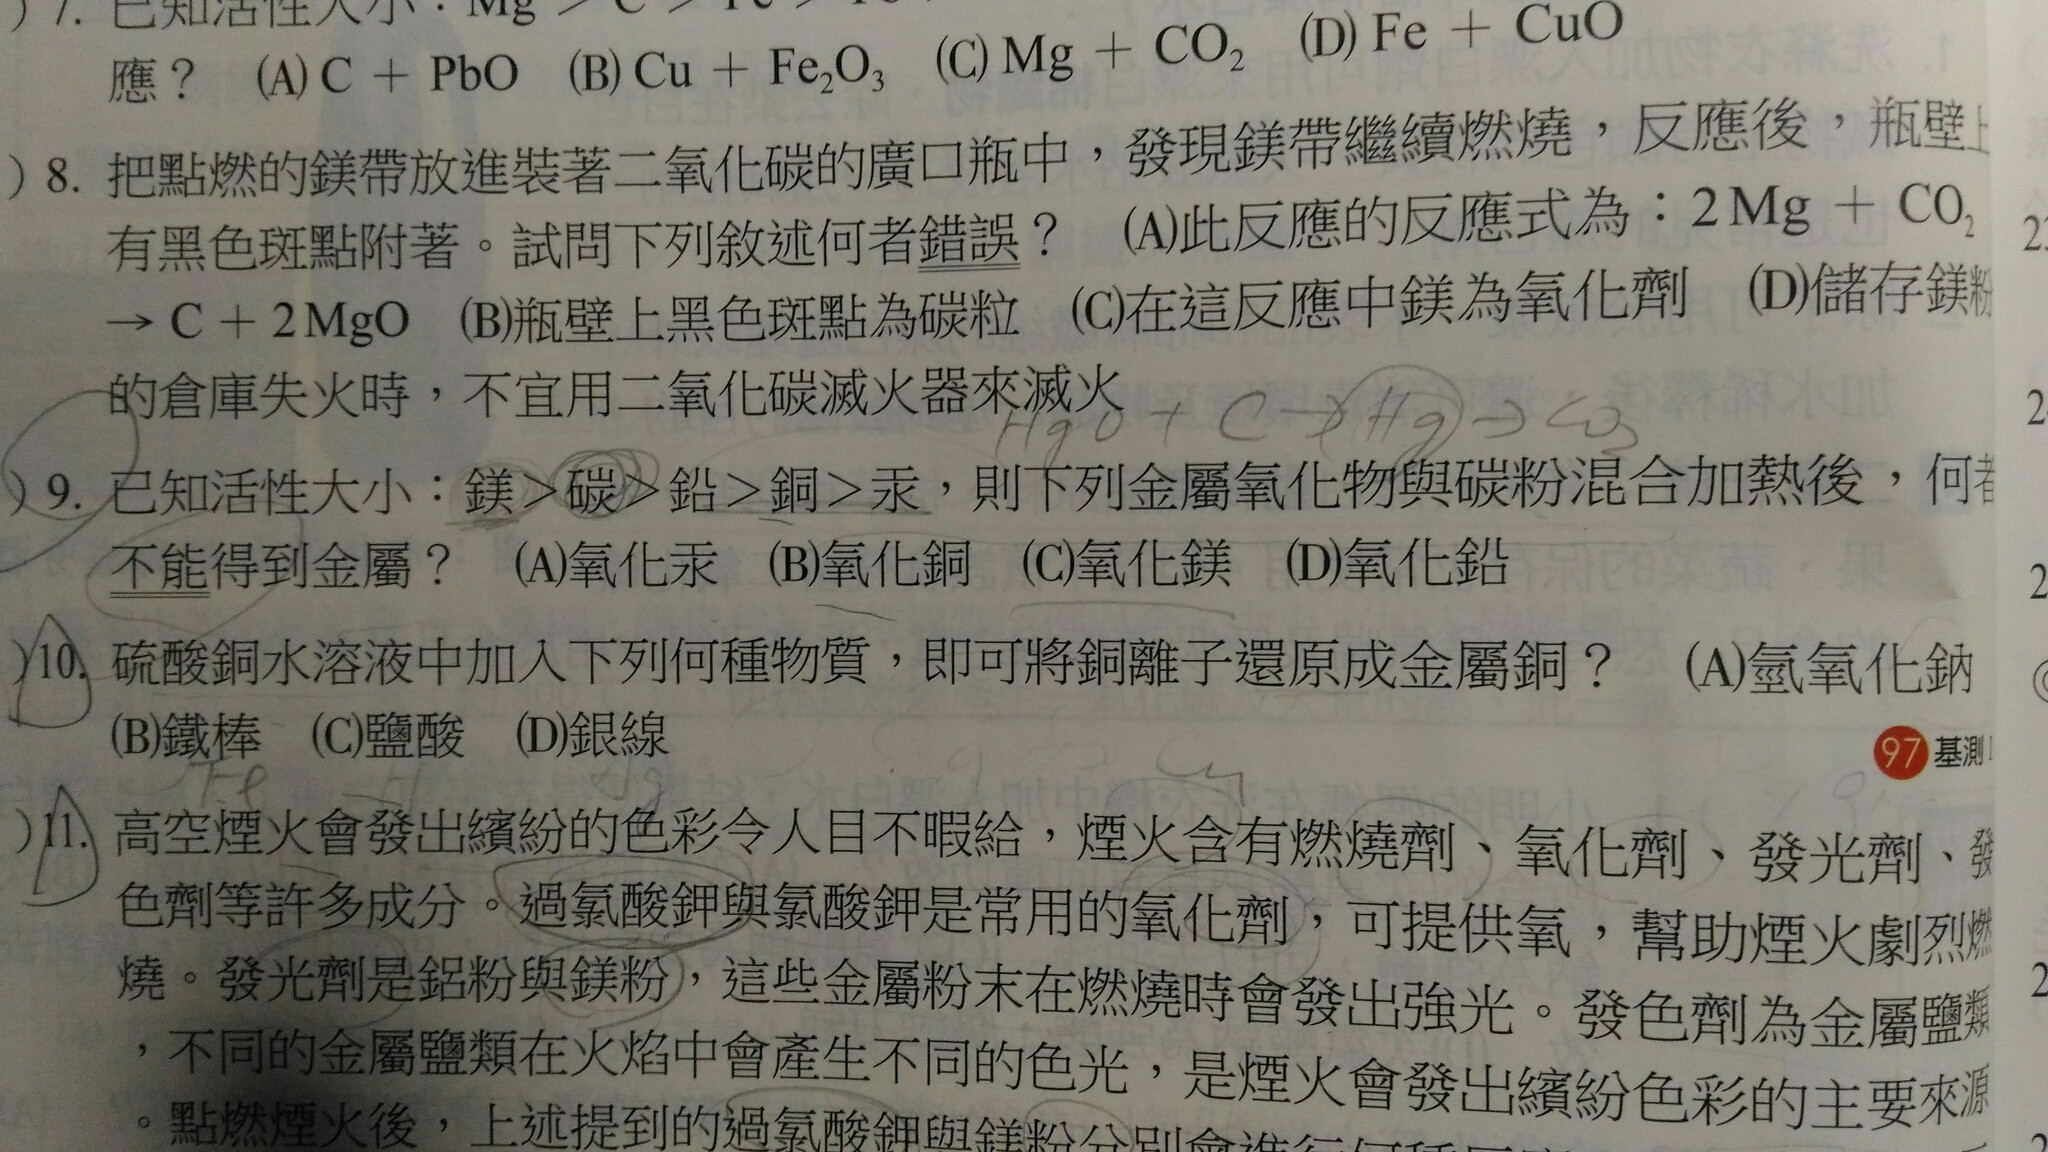 )7. 已知活性大小：Mg > C > Fe >
應？ (A) C + PbO (B) Cu + Fe₂O₃ (C) Mg + CO₂ (D) Fe + CuO
)8. 把點燃的鎂帶放進裝著二氧化碳的廣口瓶中，發現鎂帶繼續燃燒，反應後，瓶壁上
有黑色斑點附著。試問下列敘述何者錯誤？ (A)此反應的反應式為：2Mg + CO₂
→ C + 2MgO (B)瓶壁上黑色斑點為碳粒 (C)在這反應中鎂為氧化劑 (D)儲存鎂粉
的倉庫失火時，不宜用二氧化碳滅火器來滅火
HgO + C → Hg →
)9. 已知活性大小：鎂>碳>鉛>銅>汞，則下列金屬氧化物與碳粉混合加熱後，何者
不能得到金屬？ (A)氧化汞 (B)氧化銅 (C)氧化鎂 (D)氧化鉛
)10. 硫酸銅水溶液中加入下列何種物質，即可將銅離子還原成金屬銅？ (A)氫氧化鈉
(B)鐵棒 (C)鹽酸 (D)銀線
97 基測
Fe H Ag Cu
)11. 高空煙火會發出繽紛的色彩令人目不暇給，煙火含有燃燒劑、氧化劑、發光劑、發
色劑等許多成分。過氯酸鉀與氯酸鉀是常用的氧化劑，可提供氧，幫助煙火劇烈燃
燒。發光劑是鋁粉與鎂粉，這些金屬粉末在燃燒時會發出強光。發色劑為金屬鹽類
，不同的金屬鹽類在火焰中會產生不同的色光，是煙火會發出繽紛色彩的主要來源
。點燃煙火後，上述提到的過氯酸鉀與鎂粉分別會進行何種